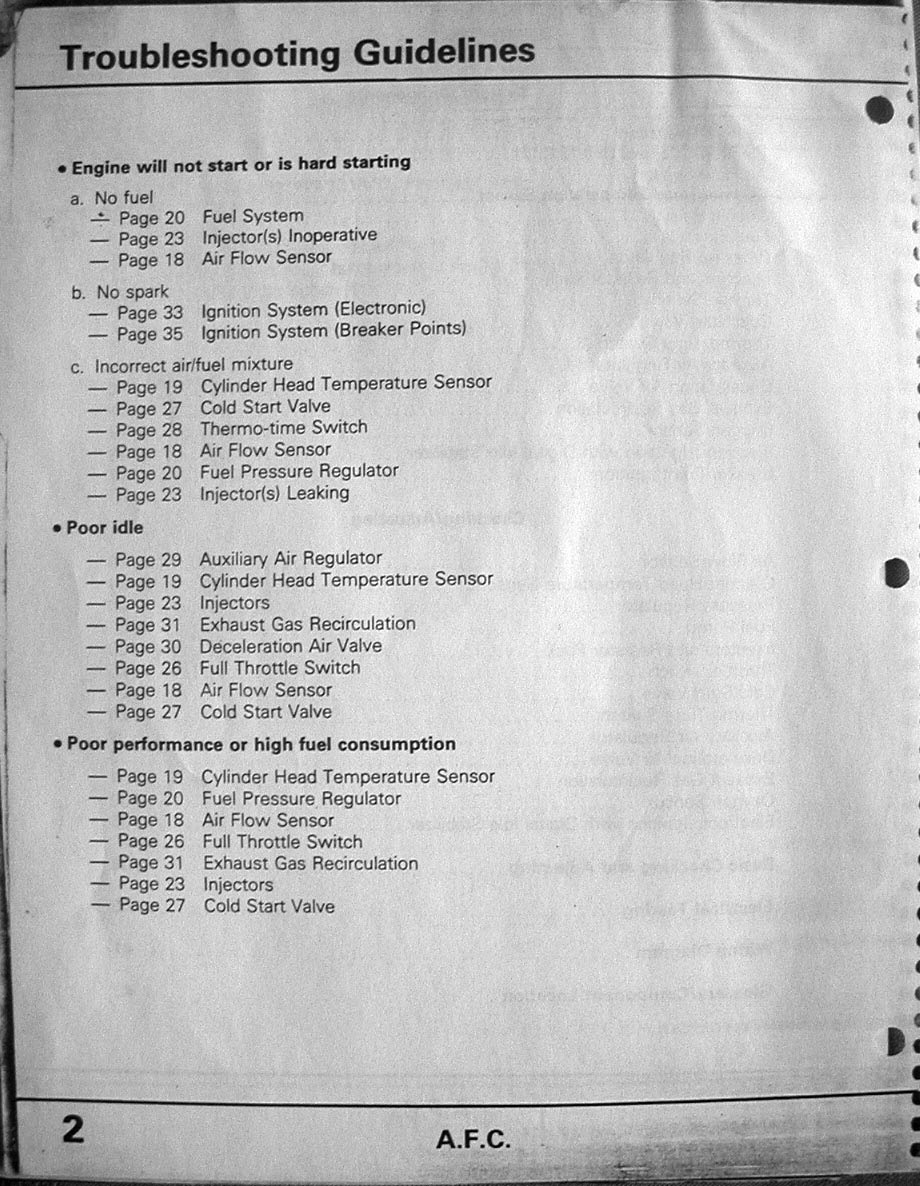 Troubleshooting Guidelines
• Engine will not start or is hard starting
a. No fuel
— Page 20 Fuel System
— Page 23 Injector(s) Inoperative
— Page 18 Air Flow Sensor
b. No spark
— Page 33 Ignition System (Electronic)
— Page 35 Ignition System (Breaker Points)
c. Incorrect air/fuel mixture
— Page 19 Cylinder Head Temperature Sensor
— Page 27 Cold Start Valve
— Page 28 Thermo-time Switch
— Page 18 Air Flow Sensor
— Page 20 Fuel Pressure Regulator
— Page 23 Injector(s) Leaking
• Poor idle
— Page 29 Auxiliary Air Regulator
— Page 19 Cylinder Head Temperature Sensor
— Page 23 Injectors
— Page 31 Exhaust Gas Recirculation
— Page 30 Deceleration Air Valve
— Page 26 Full Throttle Switch
— Page 18 Air Flow Sensor
— Page 27 Cold Start Valve
• Poor performance or high fuel consumption
— Page 19 Cylinder Head Temperature Sensor
— Page 20 Fuel Pressure Regulator
— Page 18 Air Flow Sensor
— Page 26 Full Throttle Switch
— Page 31 Exhaust Gas Recirculation
— Page 23 Injectors
— Page 27 Cold Start Valve
2
A.F.C.